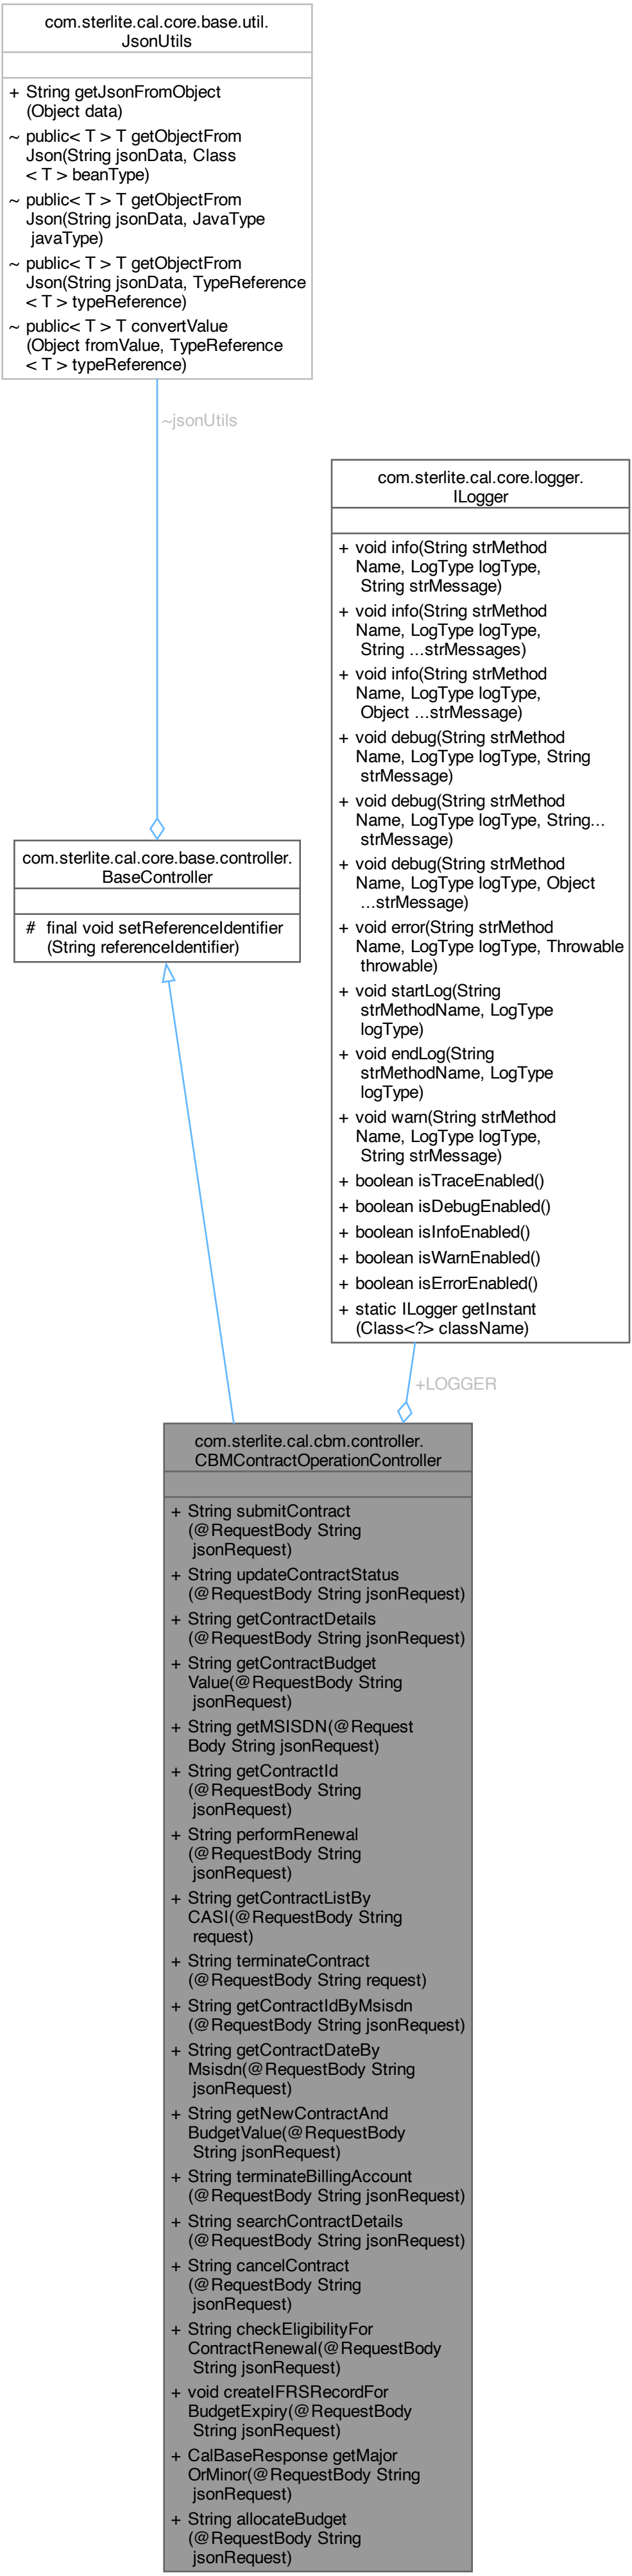 com.sterlite.cal.core.base.util.
JsonUtils
+ String getJsonFromObject
(Object data)
~ public< T > T getObjectFrom
Json(String jsonData, Class
< T > beanType)
~ public< T > T getObjectFrom
Json(String jsonData, JavaType
javaType)
~ public< T > T getObjectFrom
Json(String jsonData, TypeReference
< T > typeReference)
~ public< T > T convertValue
(Object fromValue, TypeReference
< T > typeReference)
~jsonUtils
com.sterlite.cal.core.logger.
ILogger
+ void info(String strMethod
Name, LogType logType,
String strMessage)
+ void info(String strMethod
Name, LogType logType,
String ...strMessages)
+ void info(String strMethod
Name, LogType logType,
Object ...strMessage)
+ void debug(String strMethod
Name, LogType logType, String
strMessage)
+ void debug(String strMethod
Name, LogType logType, String...
strMessage)
+ void debug(String strMethod
Name, LogType logType, Object
...strMessage)
+ void error(String strMethod
Name, LogType logType, Throwable
throwable)
+ void startLog(String
strMethodName, LogType
logType)
+ void endLog(String
strMethodName, LogType
logType)
+ void warn(String strMethod
Name, LogType logType,
String strMessage)
+ boolean isTraceEnabled()
+ boolean isDebugEnabled()
+ boolean isInfoEnabled()
+ boolean isWarnEnabled()
+ boolean isErrorEnabled()
+ static ILogger getInstant
(Class<?> className)
com.sterlite.cal.core.base.controller.
BaseController
# final void setReferenceIdentifier
(String referenceIdentifier)
+LOGGER
com.sterlite.cal.cbm.controller.
CBMContractOperationController
+ String submitContract
(@RequestBody String
jsonRequest)
+ String updateContractStatus
(@RequestBody String jsonRequest)
+ String getContractDetails
(@RequestBody String jsonRequest)
+ String getContractBudget
Value(@RequestBody String
jsonRequest)
+ String getMSISDN(@Request
Body String jsonRequest)
+ String getContractId
(@RequestBody String
jsonRequest)
+ String performRenewal
(@RequestBody String
jsonRequest)
+ String getContractListBy
CASI(@RequestBody String
request)
+ String terminateContract
(@RequestBody String request)
+ String getContractIdByMsisdn
(@RequestBody String jsonRequest)
+ String getContractDateBy
Msisdn(@RequestBody String
jsonRequest)
+ String getNewContractAnd
BudgetValue(@RequestBody
String jsonRequest)
+ String terminateBillingAccount
(@RequestBody String jsonRequest)
+ String searchContractDetails
(@RequestBody String jsonRequest)
+ String cancelContract
(@RequestBody String
jsonRequest)
+ String checkEligibilityFor
ContractRenewal(@RequestBody
String jsonRequest)
+ void createIFRSRecordFor
BudgetExpiry(@RequestBody
String jsonRequest)
+ CalBaseResponse getMajor
OrMinor(@RequestBody String
jsonRequest)
+ String allocateBudget
(@RequestBody String
jsonRequest)